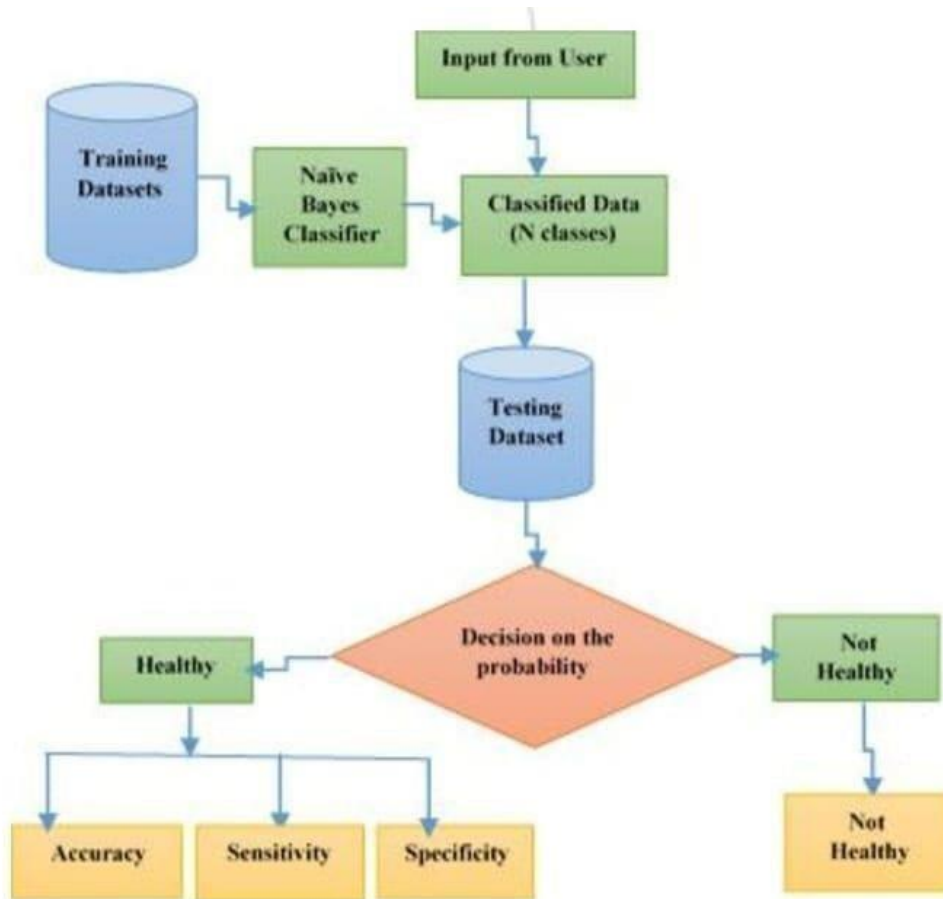 Input from User
Training
Datasets
Naïve
Bayes
Classifier
Classified Data
(N classes)
Testing
Dataset
Decision on the
probability
Healthy
Not
Healthy
Accuracy
Sensitivity
Specificity
Not
Healthy